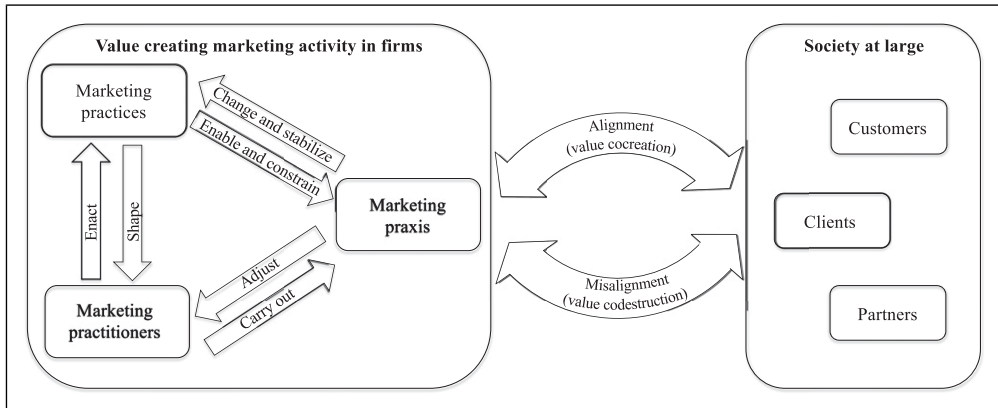 Value creating marketing activity in firms
Marketing
practices
Change and stabilize
Enable and constrain
Enact
Shape
Marketing
praxis
Adjust
Carry out
Marketing
practitioners
Alignment
(value cocreation)
Misalignment
(value codestruction)
Society at large
Customers
Clients
Partners